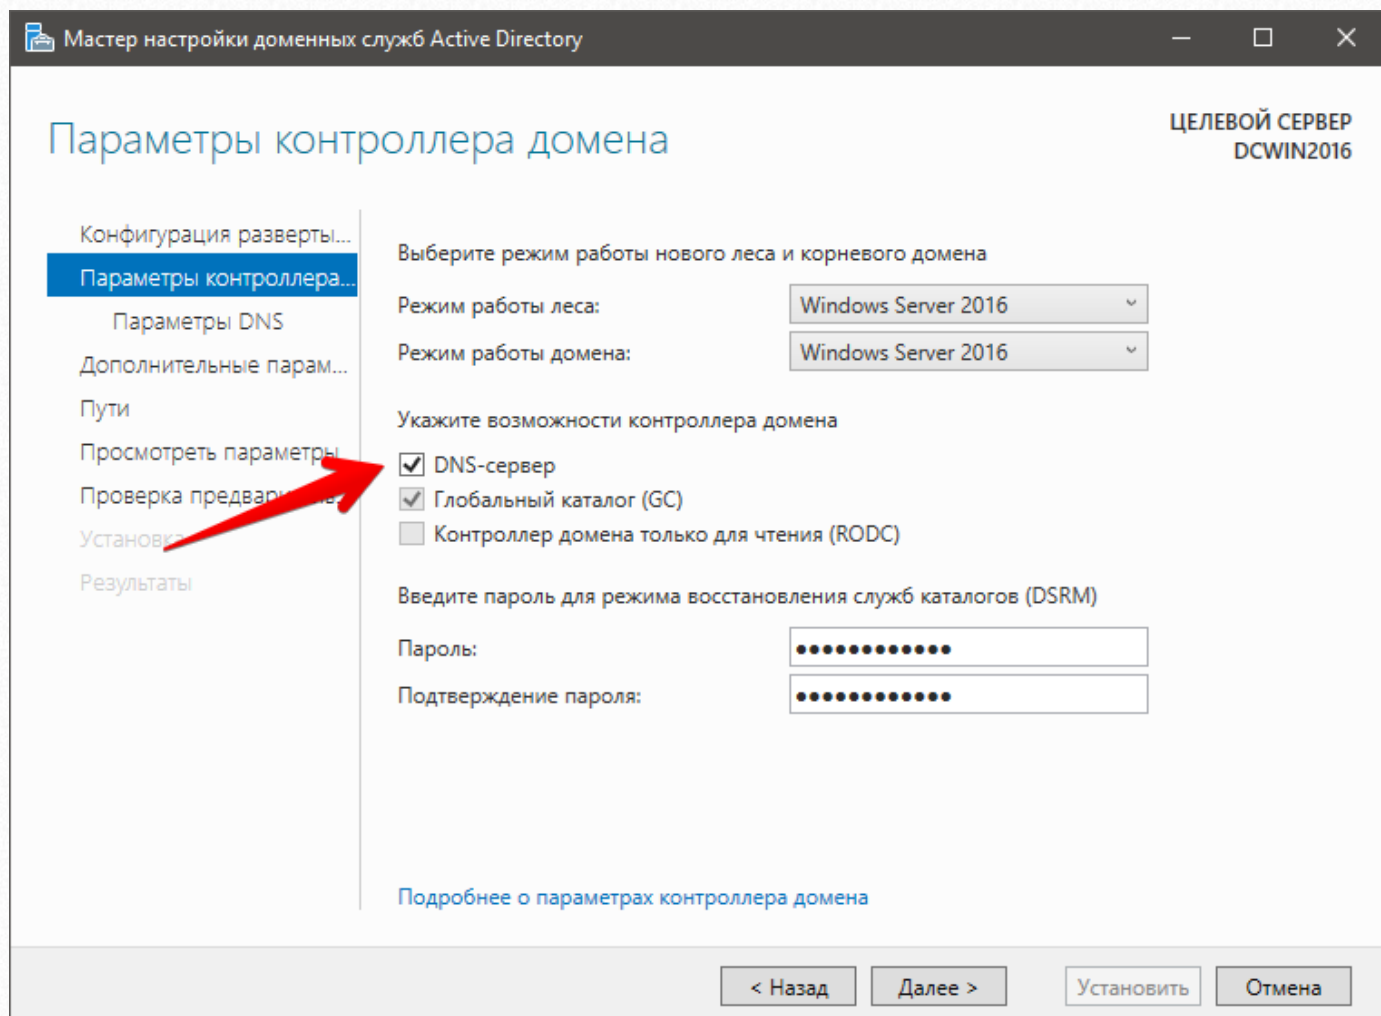 Мастер настройки доменных служб Active Directory
Параметры контроллера домена
ЦЕЛЕВОЙ СЕРВЕР
DCWIN2016
Конфигурация разверты...
Параметры контроллера...
Параметры DNS
Дополнительные парам...
Пути
Просмотреть параметры
Проверка
Установка
Результаты
Выберите режим работы нового леса и корневого домена
Режим работы леса: Windows Server 2016
Режим работы домена: Windows Server 2016
Укажите возможности контроллера домена
DNS-сервер
Глобальный каталог (GC)
Контроллер домена только для чтения (RODC)
Введите пароль для режима восстановления служб каталогов (DSRM)
Пароль: ●●●●●●●●●●●●
Подтверждение пароля: ●●●●●●●●●●●●
Подробнее о параметрах контроллера домена
< Назад Далее > Установить Отмена